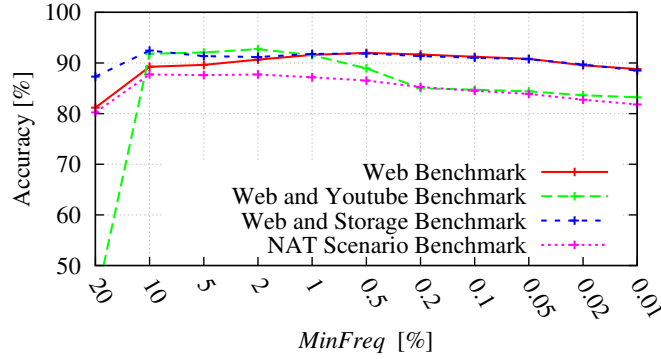 100
90
80
70
60
50
Accuracy [%]
Web Benchmark
Web and Youtube Benchmark
Web and Storage Benchmark
NAT Scenario Benchmark
20
10
5
2
1
0.5
0.2
0.1
0.05
0.02
0.01
MinFreq [%]